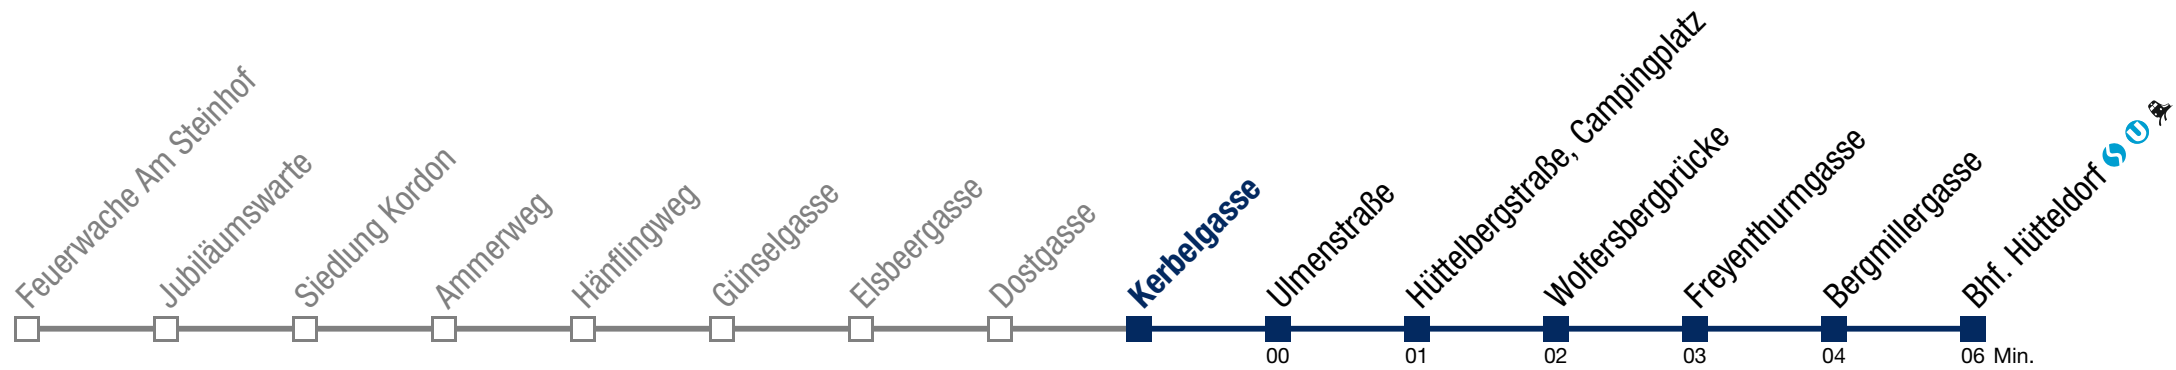 Feuerwache Am Steinhof
Jubiläumswarte
Siedlung Kordon
Ammerweg
Hänflingweg
Günselgasse
Elsbeergasse
Dostgasse
Kerbelgasse
Ulmenstraße
Hüttelbergstraße, Campingplatz
Wolfersbergbrücke
Freyenthurmgasse
Bergmillergasse
Bhf. Hütteldorf S U
00 01 02 03 04 06 Min.